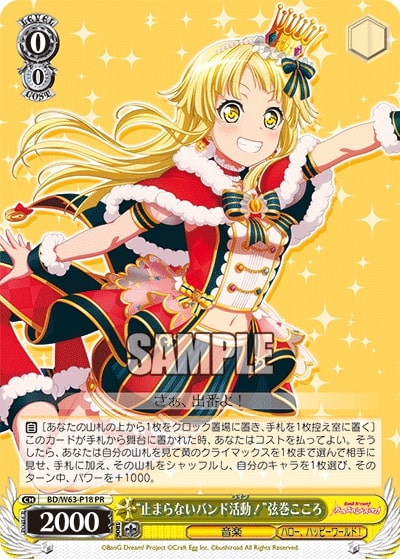 LEVEL
0
0
COST
SAMPLE
さぁ、出番よ！
自［あなたの山札の上から1枚をクロック置場に置き、手札を1枚控え室に置く］
このカードが手札から舞台に置かれた時、あなたはコストを払ってよい。そう
したら、あなたは自分の山札を見て黄のクライマックスを1枚まで選んで相手に
見せ、手札に加え、その山札をシャッフルし、自分のキャラを1枚選び、そのター
ン中、パワーを+1000。
CH
BD/W63-P18 PR
2000
“止まらないバンド活動！”弦巻こころ
音楽
ハロー、ハッピーワールド！
©BanG Dream! Project ©Craft Egg Inc. ©bushiroad All Rights Reserved.